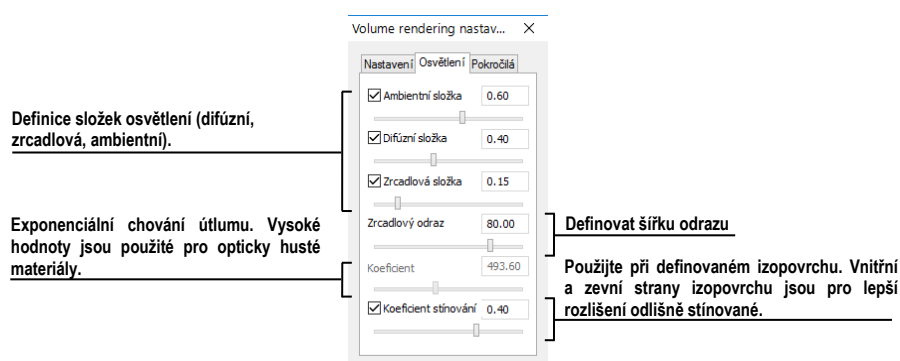 Volume rendering nastav...
Nastavení Osvětlení Pokročilá
Ambientní složka 0.60
Difúzní složka 0.40
Zrcadlová složka 0.15
Zrcadlový odraz 80.00
Koeficient 493.60
Koeficient stínování 0.40
Definice složek osvětlení (difúzní,
zrcadlová, ambientní).
Exponenciální chování útlumu. Vysoké
hodnoty jsou použité pro opticky husté
materiály.
Definovat šířku odrazu
Použijte při definovaném izopovrchu. Vnitřní
a zevní strany izopovrchu jsou pro lepší
rozlišení odlišně stínované.